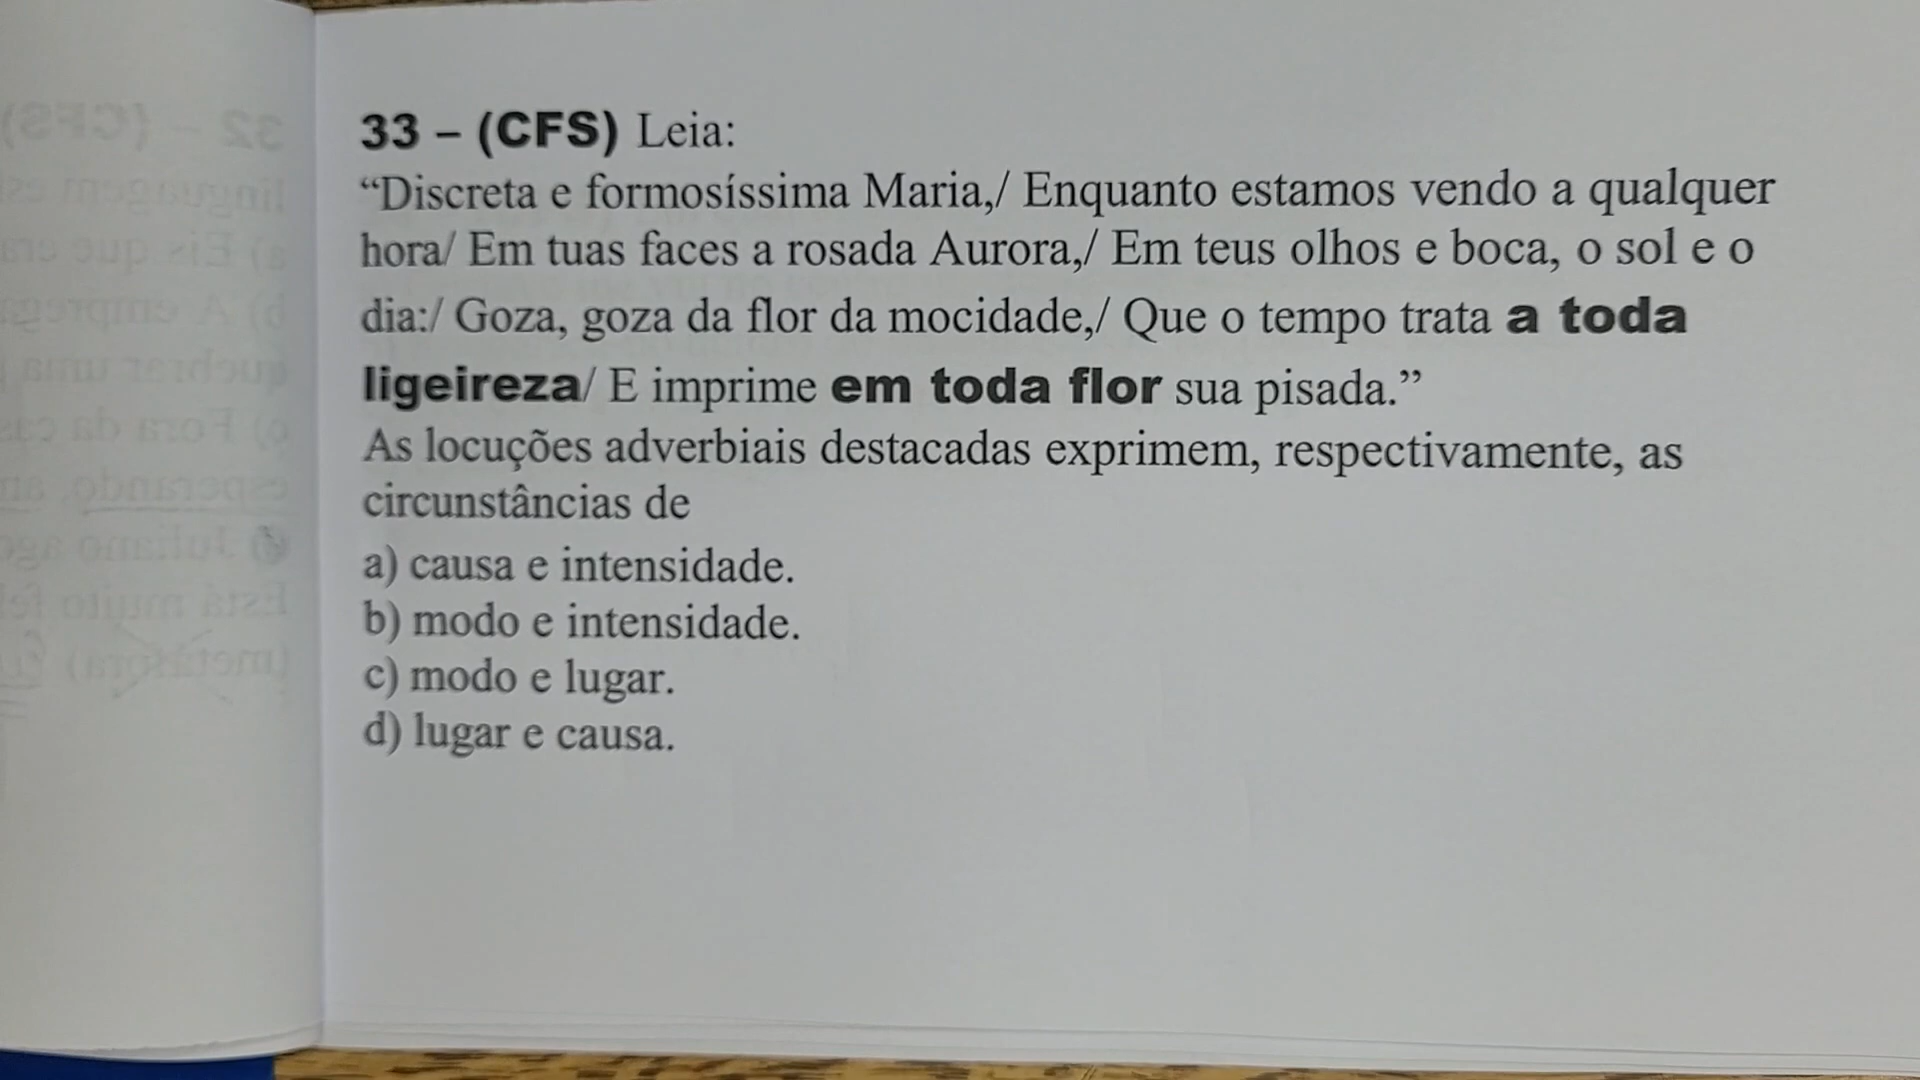 33 – (CFS) Leia:
“Discreta e formosíssima Maria,/ Enquanto estamos vendo a qualquer
hora/ Em tuas faces a rosada Aurora,/ Em teus olhos e boca, o sol e o
dia:/ Goza, goza da flor da mocidade,/ Que o tempo trata a toda
ligeireza/ E imprime em toda flor sua pisada.”
As locuções adverbiais destacadas exprimem, respectivamente, as
circunstâncias de
a) causa e intensidade.
b) modo e intensidade.
c) modo e lugar.
d) lugar e causa.